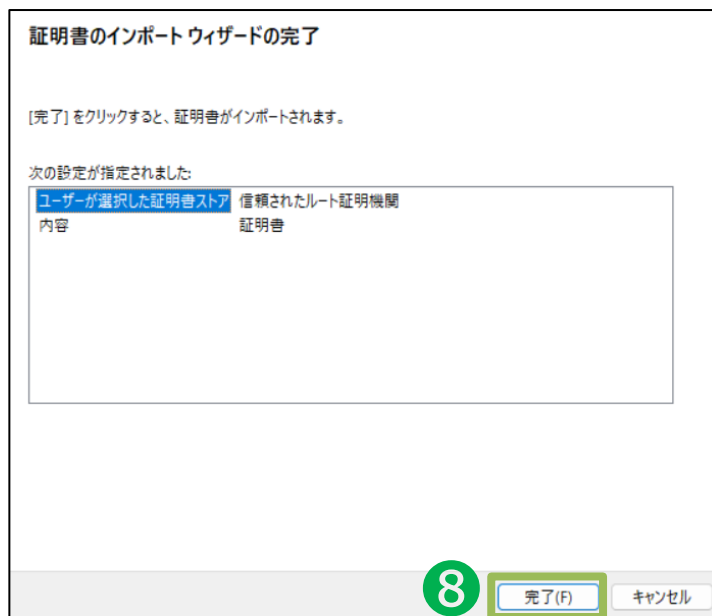 証明書のインポート ウィザードの完了
[完了] をクリックすると、証明書がインポートされます。
次の設定が指定されました:
ユーザーが選択した証明書ストア 信頼されたルート証明機関
内容 証明書
8 完了(F) キャンセル